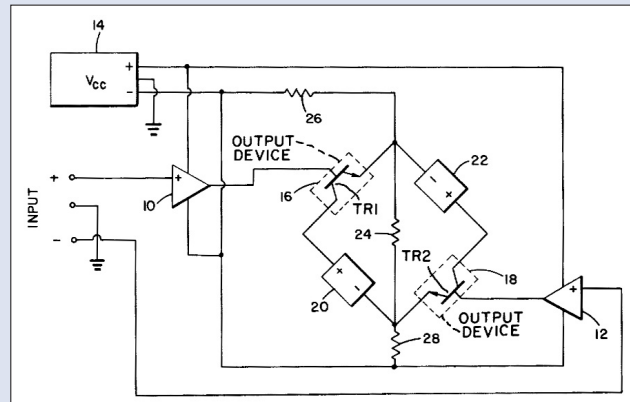 14
VCC
+
−
26
OUTPUT
DEVICE
22
−
+
+
INPUT
−
+
10
16
TR1
24
TR2
18
+
−
20
28
OUTPUT
DEVICE
+
12